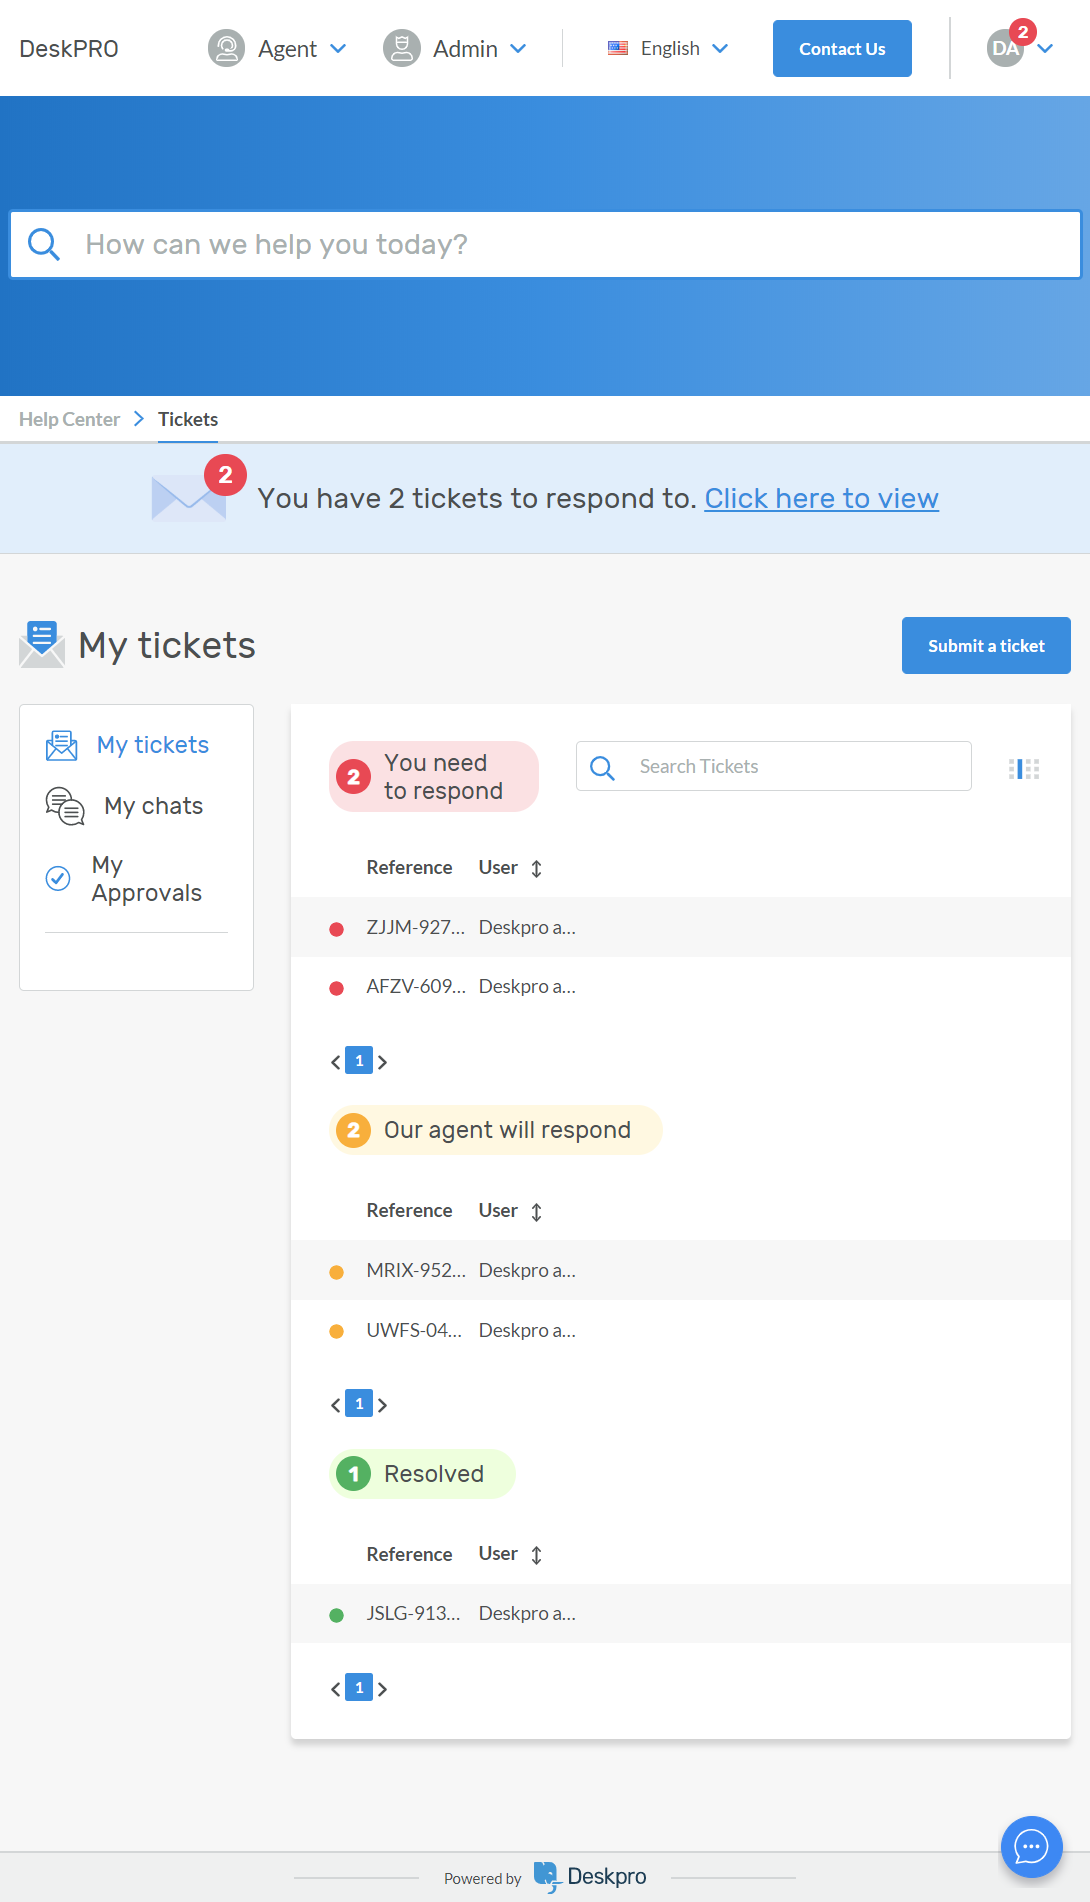 DeskPRO
Agent
Admin
English
Contact Us
DA
2
How can we help you today?
Help Center
Tickets
2
You have 2 tickets to respond to. Click here to view
My tickets
Submit a ticket
My tickets
My chats
My
Approvals
2
You need
to respond
Search Tickets
Reference User
ZJJM-927... Deskpro a...
AFZV-609... Deskpro a...
1
2 Our agent will respond
Reference User
MRIX-952... Deskpro a...
UWFS-04... Deskpro a...
1
1 Resolved
Reference User
JSLG-913... Deskpro a...
1
Powered by Deskpro